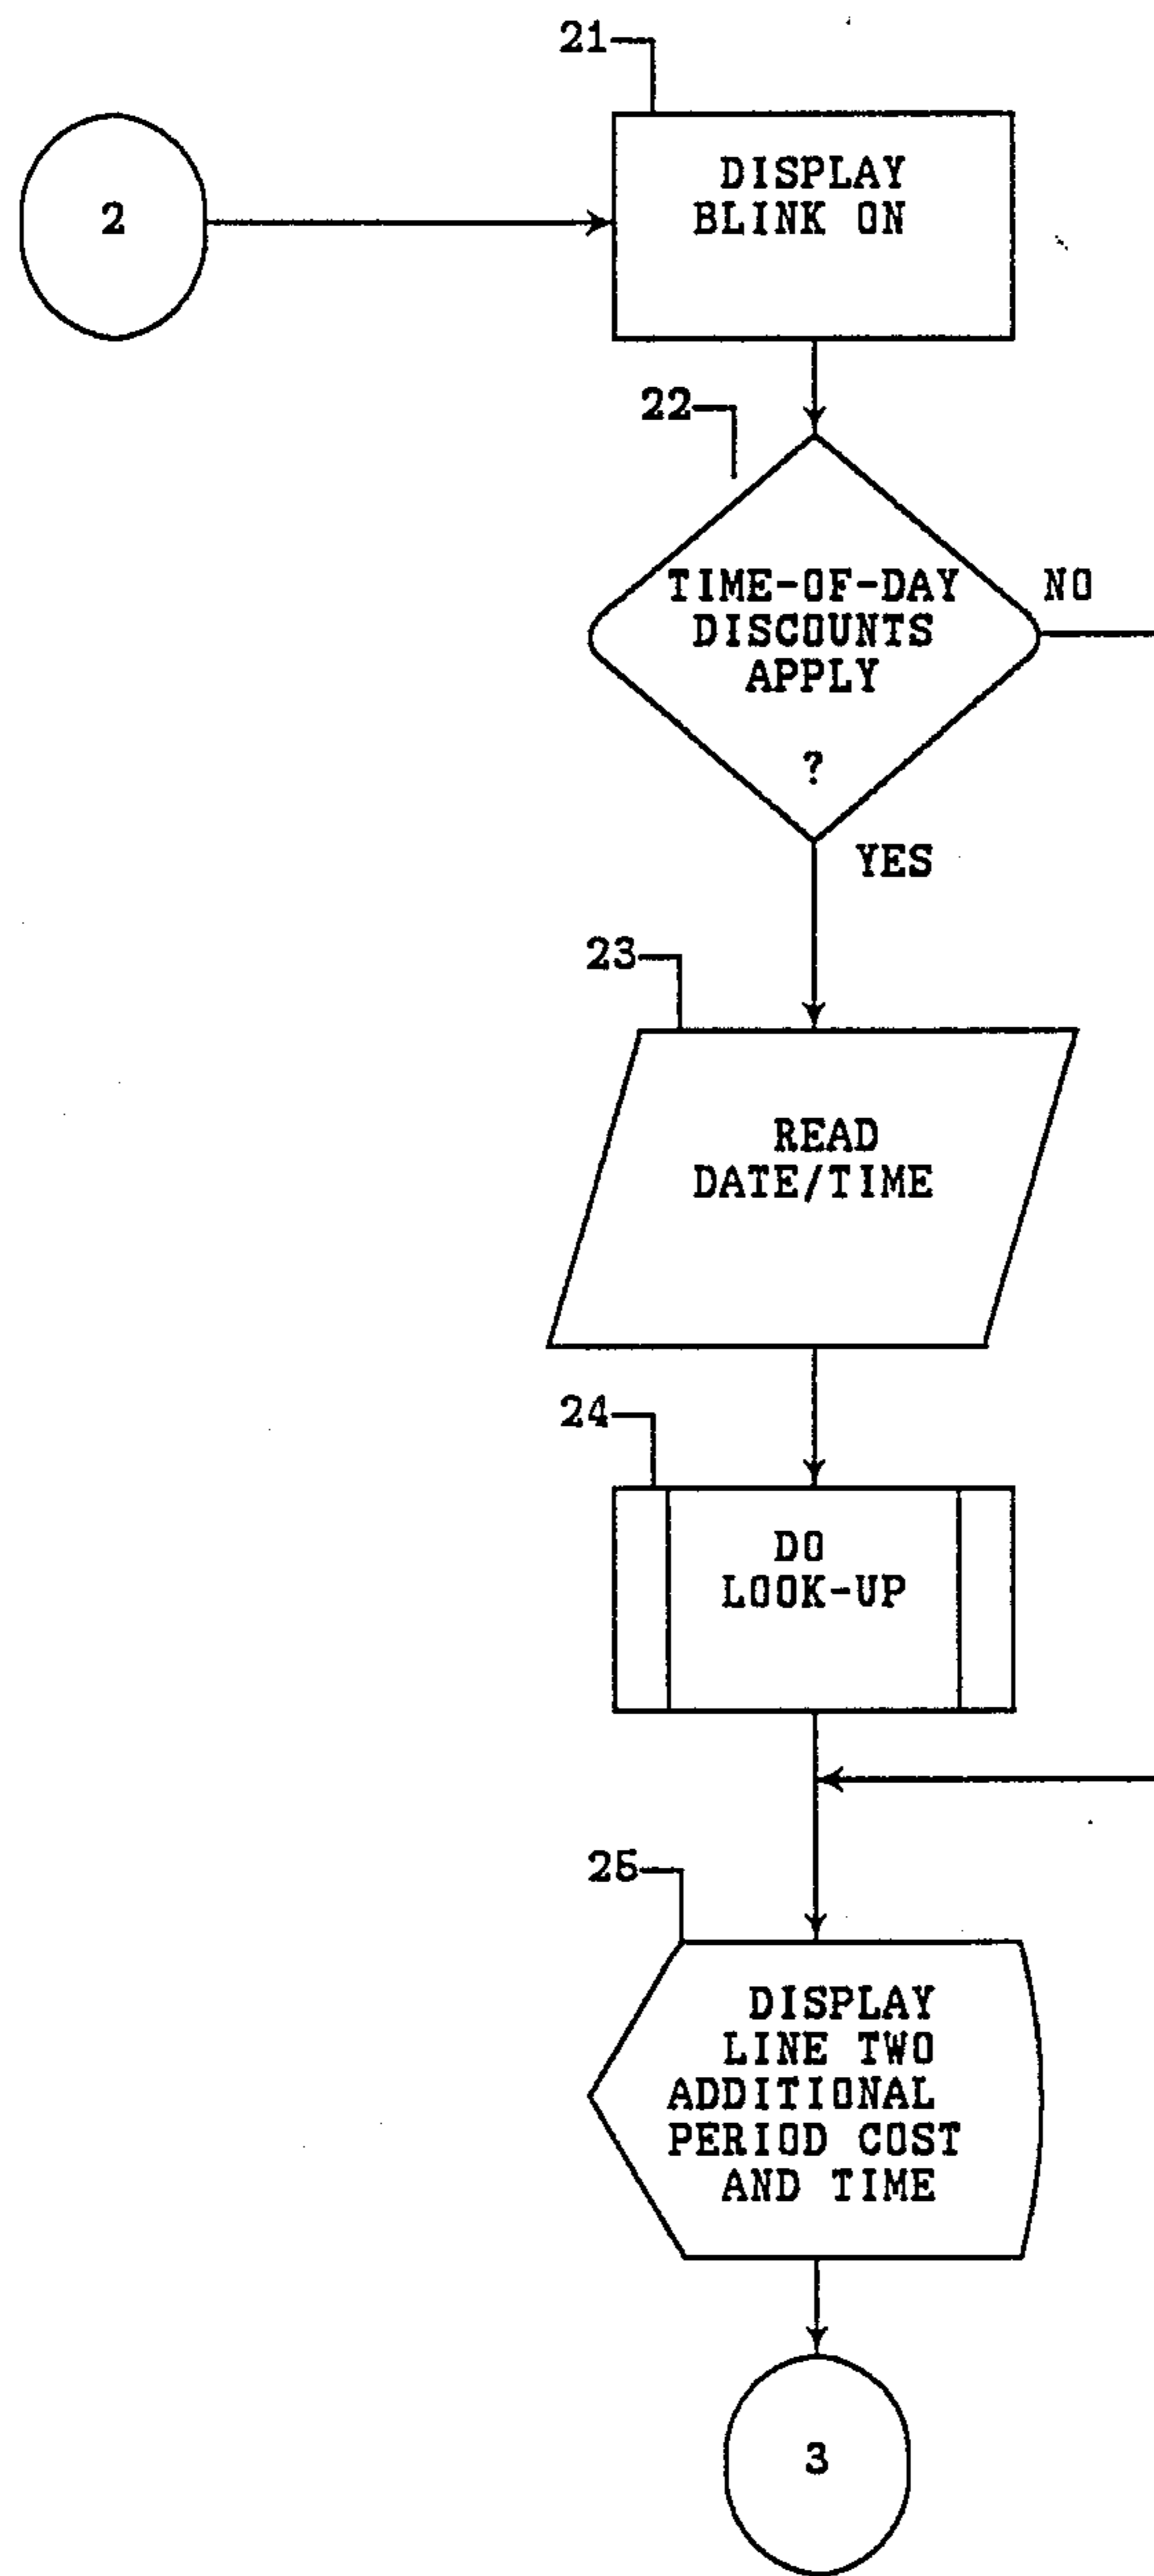 21
2
DISPLAY
BLINK ON
22
TIME-OF-DAY
DISCOUNTS
APPLY
?
NO
YES
23
READ
DATE/TIME
24
DO
LOOK-UP
25
DISPLAY
LINE TWO
ADDITIONAL
PERIOD COST
AND TIME
3